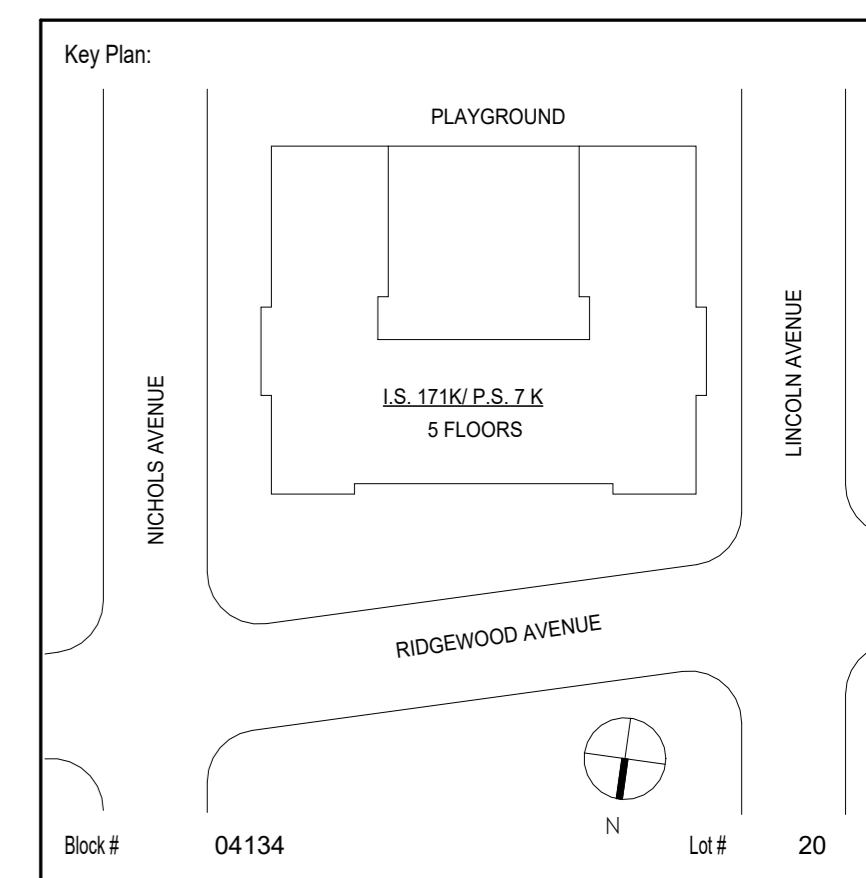 Key Plan:
PLAYGROUND
NICHOLS AVENUE
LINCOLN AVENUE
I.S. 171K/ P.S. 7 K
5 FLOORS
RIDGEWOOD AVENUE
N
Block # 04134 Lot # 20